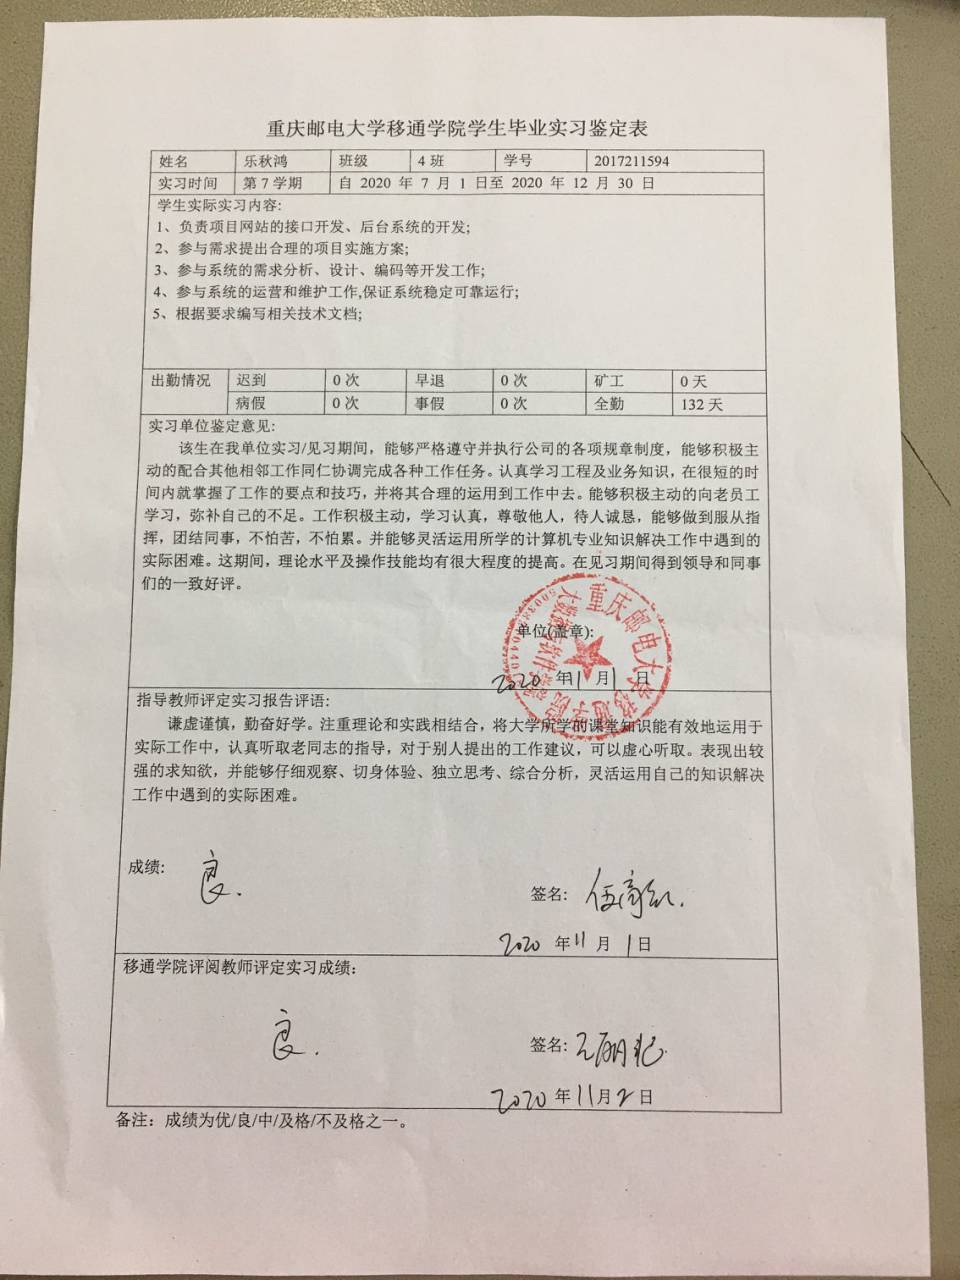 重庆邮电大学移通学院学生毕业实习鉴定表
姓名 乐秋鸿 班级 4班 学号 2017211594
实习时间 第7学期 自 2020 年 7 月 1 日至 2020 年 12 月 30 日
学生实际实习内容:
1、负责项目网站的接口开发、后台系统的开发;
2、参与需求提出合理的项目实施方案;
3、参与系统的需求分析、设计、编码等开发工作;
4、参与系统的运营和维护工作,保证系统稳定可靠运行;
5、根据要求编写相关技术文档;
出勤情况 迟到 0次 早退 0次 矿工 0天
病假 0次 事假 0次 全勤 132天
实习单位鉴定意见:
该生在我单位实习/见习期间，能够严格遵守并执行公司的各项规章制度，能够积极主
动的配合其他相邻工作同仁协调完成各种工作任务。认真学习工程及业务知识，在很短的时
间内就掌握了工作的要点和技巧，并将其合理的运用到工作中去。能够积极主动的向老员工
学习，弥补自己的不足。工作积极主动，学习认真，尊敬他人，待人诚恳，能够做到服从指
挥，团结同事，不怕苦，不怕累。并能够灵活运用所学的计算机专业知识解决工作中遇到的
实际困难。这期间，理论水平及操作技能均有很大程度的提高。在见习期间得到领导和同事
们的一致好评。
重庆邮电大学移通学院
单位(盖章):
2020 年 11 月 1 日
指导教师评定实习报告评语:
谦虚谨慎，勤奋好学。注重理论和实践相结合，将大学所学的课堂知识能有效地运用于
实际工作中，认真听取老同志的指导，对于别人提出的工作建议，可以虚心听取。表现出较
强的求知欲，并能够仔细观察、切身体验、独立思考、综合分析，灵活运用自己的知识解决
工作中遇到的实际困难。
成绩: 良.
签名:
2020 年 11 月 1 日
移通学院评阅教师评定实习成绩:
良.
签名:
2020 年 11 月 2 日
备注：成绩为优/良/中/及格/不及格之一。